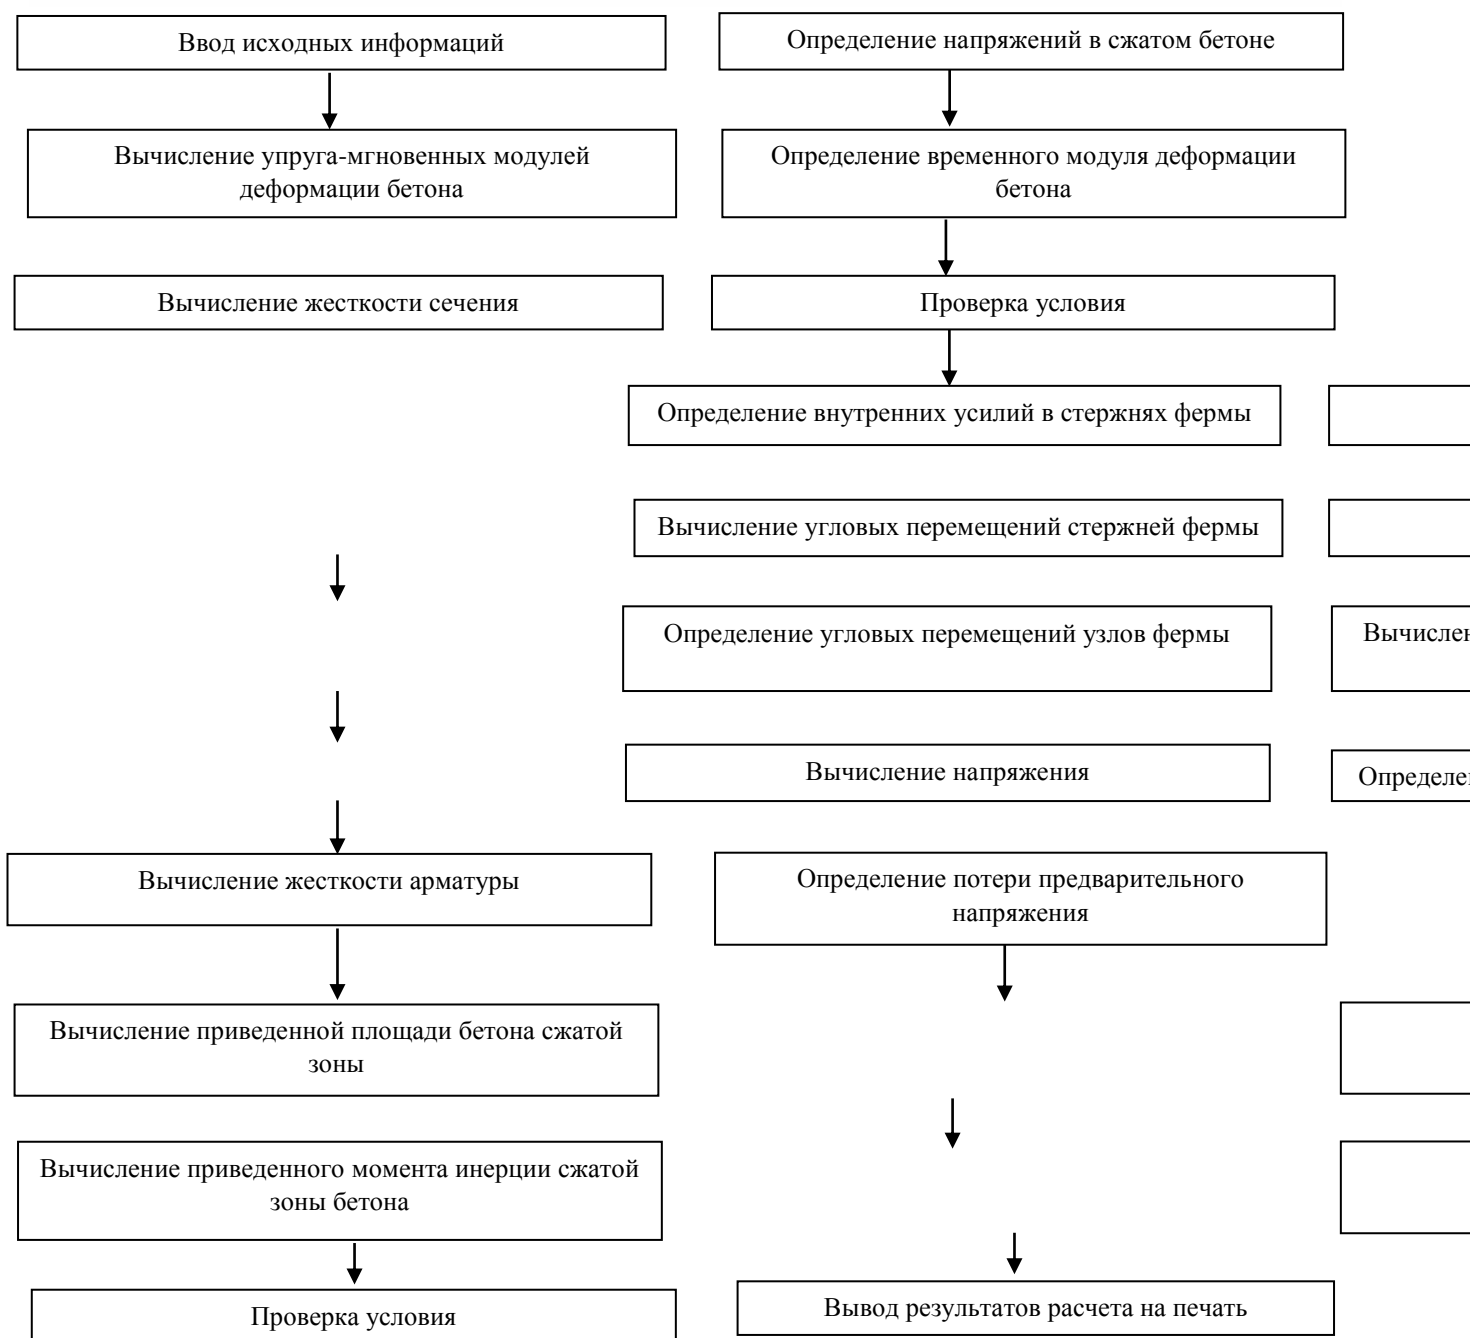 Ввод исходных информаций
Определение напряжений в сжатом бетоне
Вычисление упруга-мгновенных модулей
деформации бетона
Определение временного модуля деформации
бетона
Вычисление жесткости сечения
Проверка условия
Определение внутренних усилий в стержнях фермы
Вычисление угловых перемещений стержней фермы
Определение угловых перемещений узлов фермы
Вычисление напряжения
Вычисление жесткости арматуры
Определение потери предварительного
напряжения
Вычисление приведенной площади бетона сжатой
зоны
Вычисление приведенного момента инерции сжатой
зоны бетона
Проверка условия
Вывод результатов расчета на печать